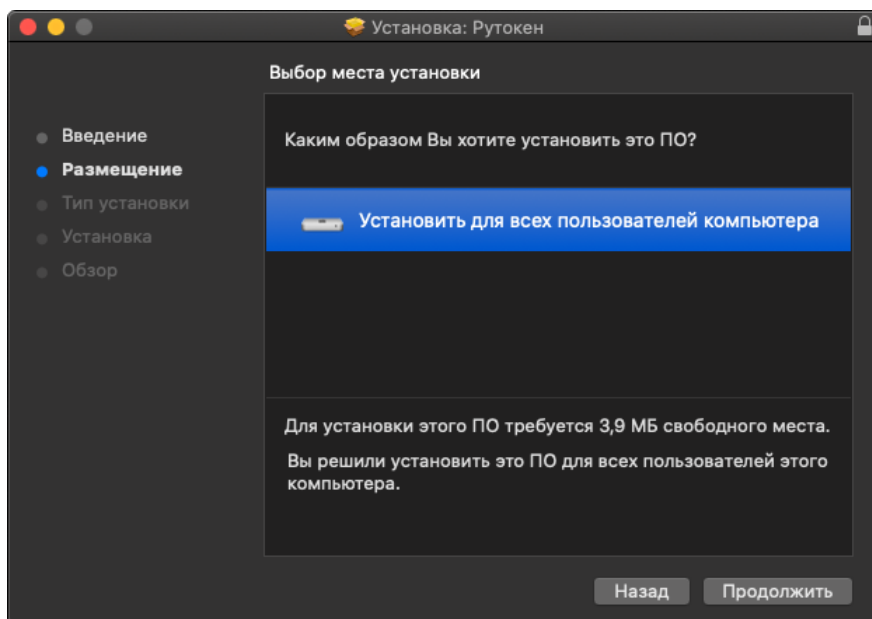 Установка: Рутокен
Выбор места установки
Введение
Размещение
Тип установки
Установка
Обзор
Каким образом Вы хотите установить это ПО?
Установить для всех пользователей компьютера
Для установки этого ПО требуется 3,9 МБ свободного места.
Вы решили установить это ПО для всех пользователей этого
компьютера.
Назад
Продолжить